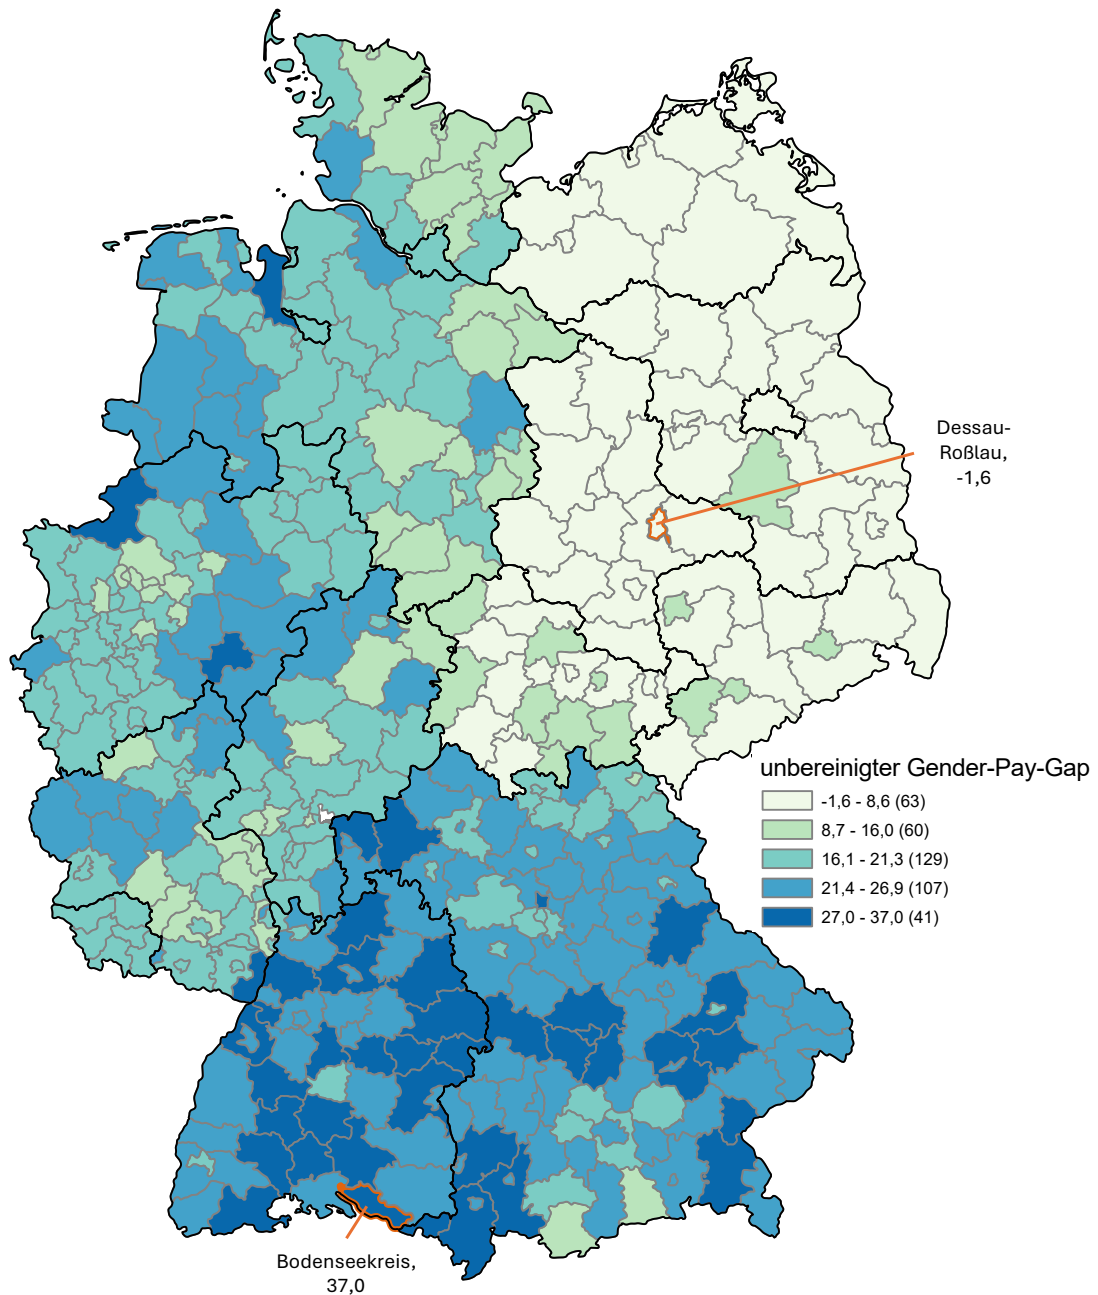 Dessau-
Roßlau,
-1,6
unbereinigter Gender-Pay-Gap
-1,6 - 8,6 (63)
8,7 - 16,0 (60)
16,1 - 21,3 (129)
21,4 - 26,9 (107)
27,0 - 37,0 (41)
Bodenseekreis,
37,0